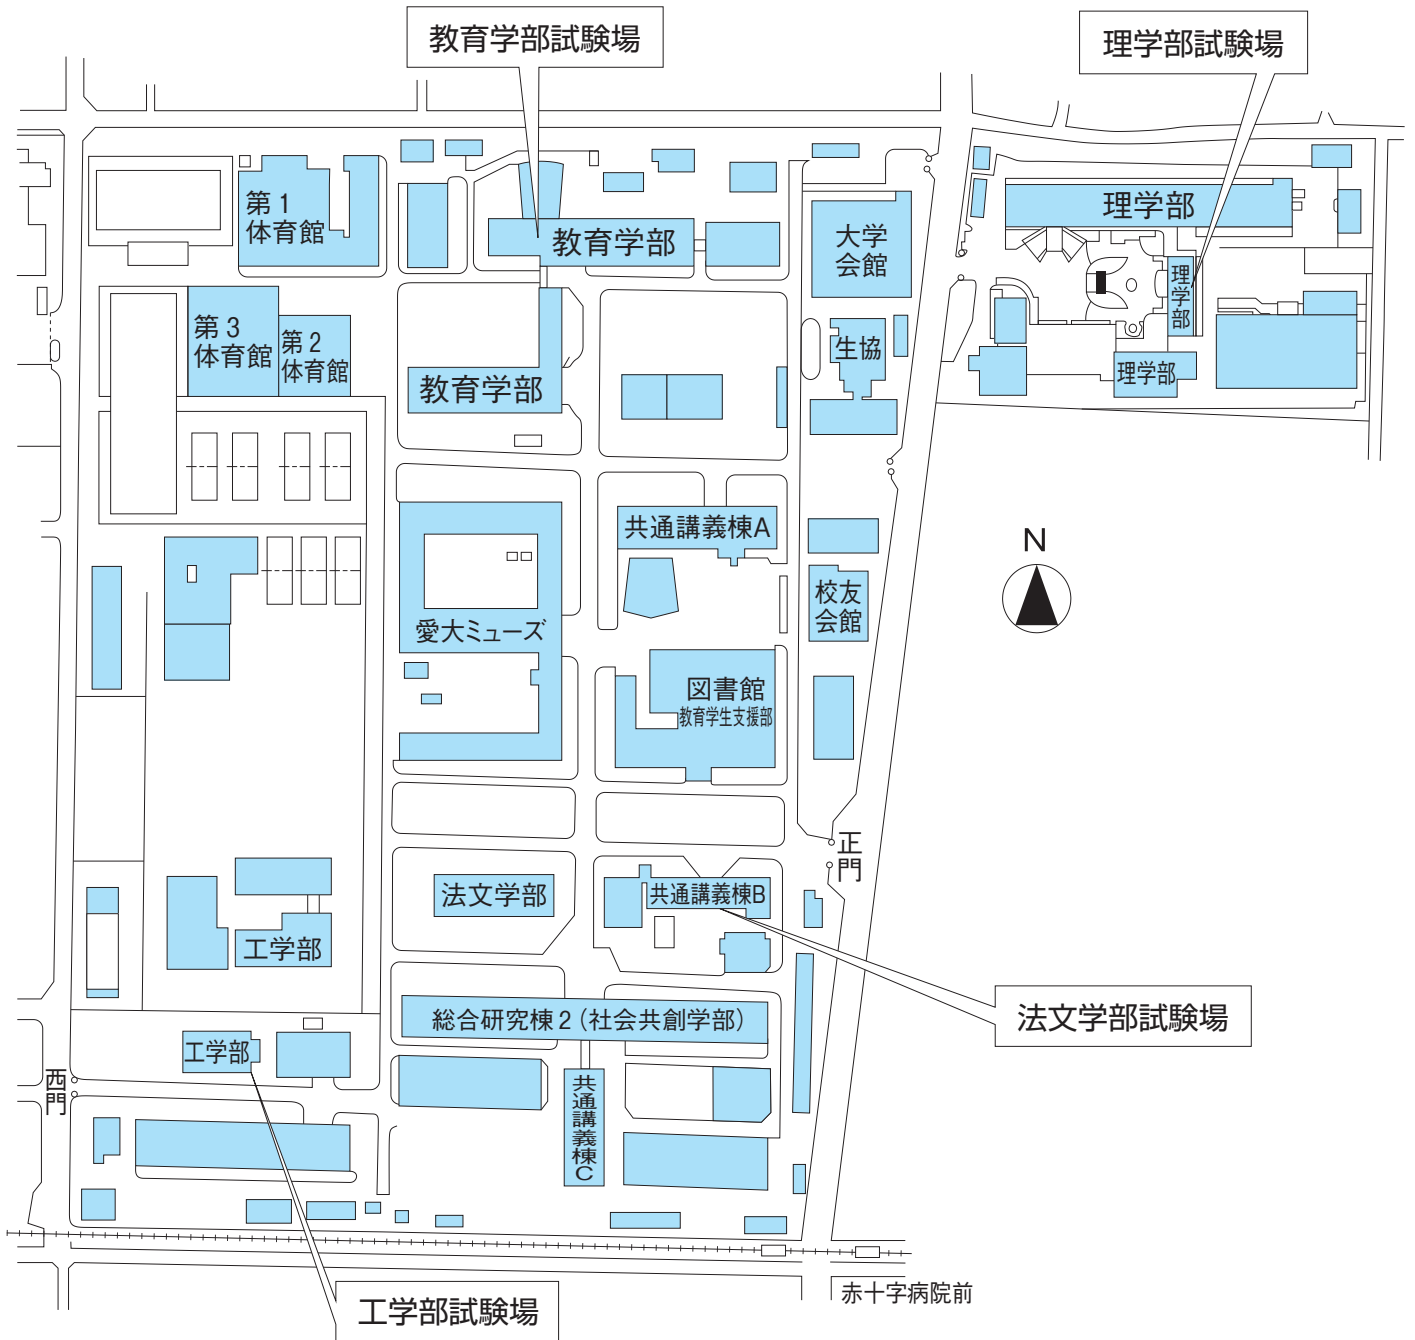 教育学部試験場
理学部試験場
第1
体育館
教育学部
大学
会館
理学部
理学部
第3
体育館
第2
体育館
生協
教育学部
理学部
共通講義棟A
N
校友
会館
愛大ミューズ
図書館
教育学生支援部
正門
法文学部
共通講義棟B
工学部
総合研究棟2(社会共創学部)
法文学部試験場
工学部
西門
共通講義棟C
赤十字病院前
工学部試験場